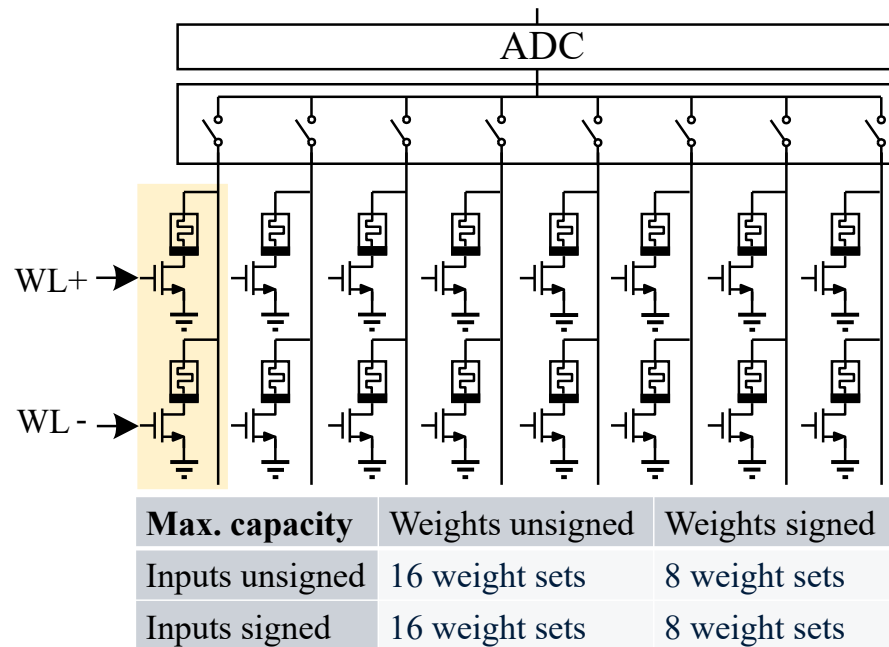 ADC
WL+
WL -
Max. capacity Weights unsigned Weights signed
Inputs unsigned 16 weight sets 8 weight sets
Inputs signed 16 weight sets 8 weight sets